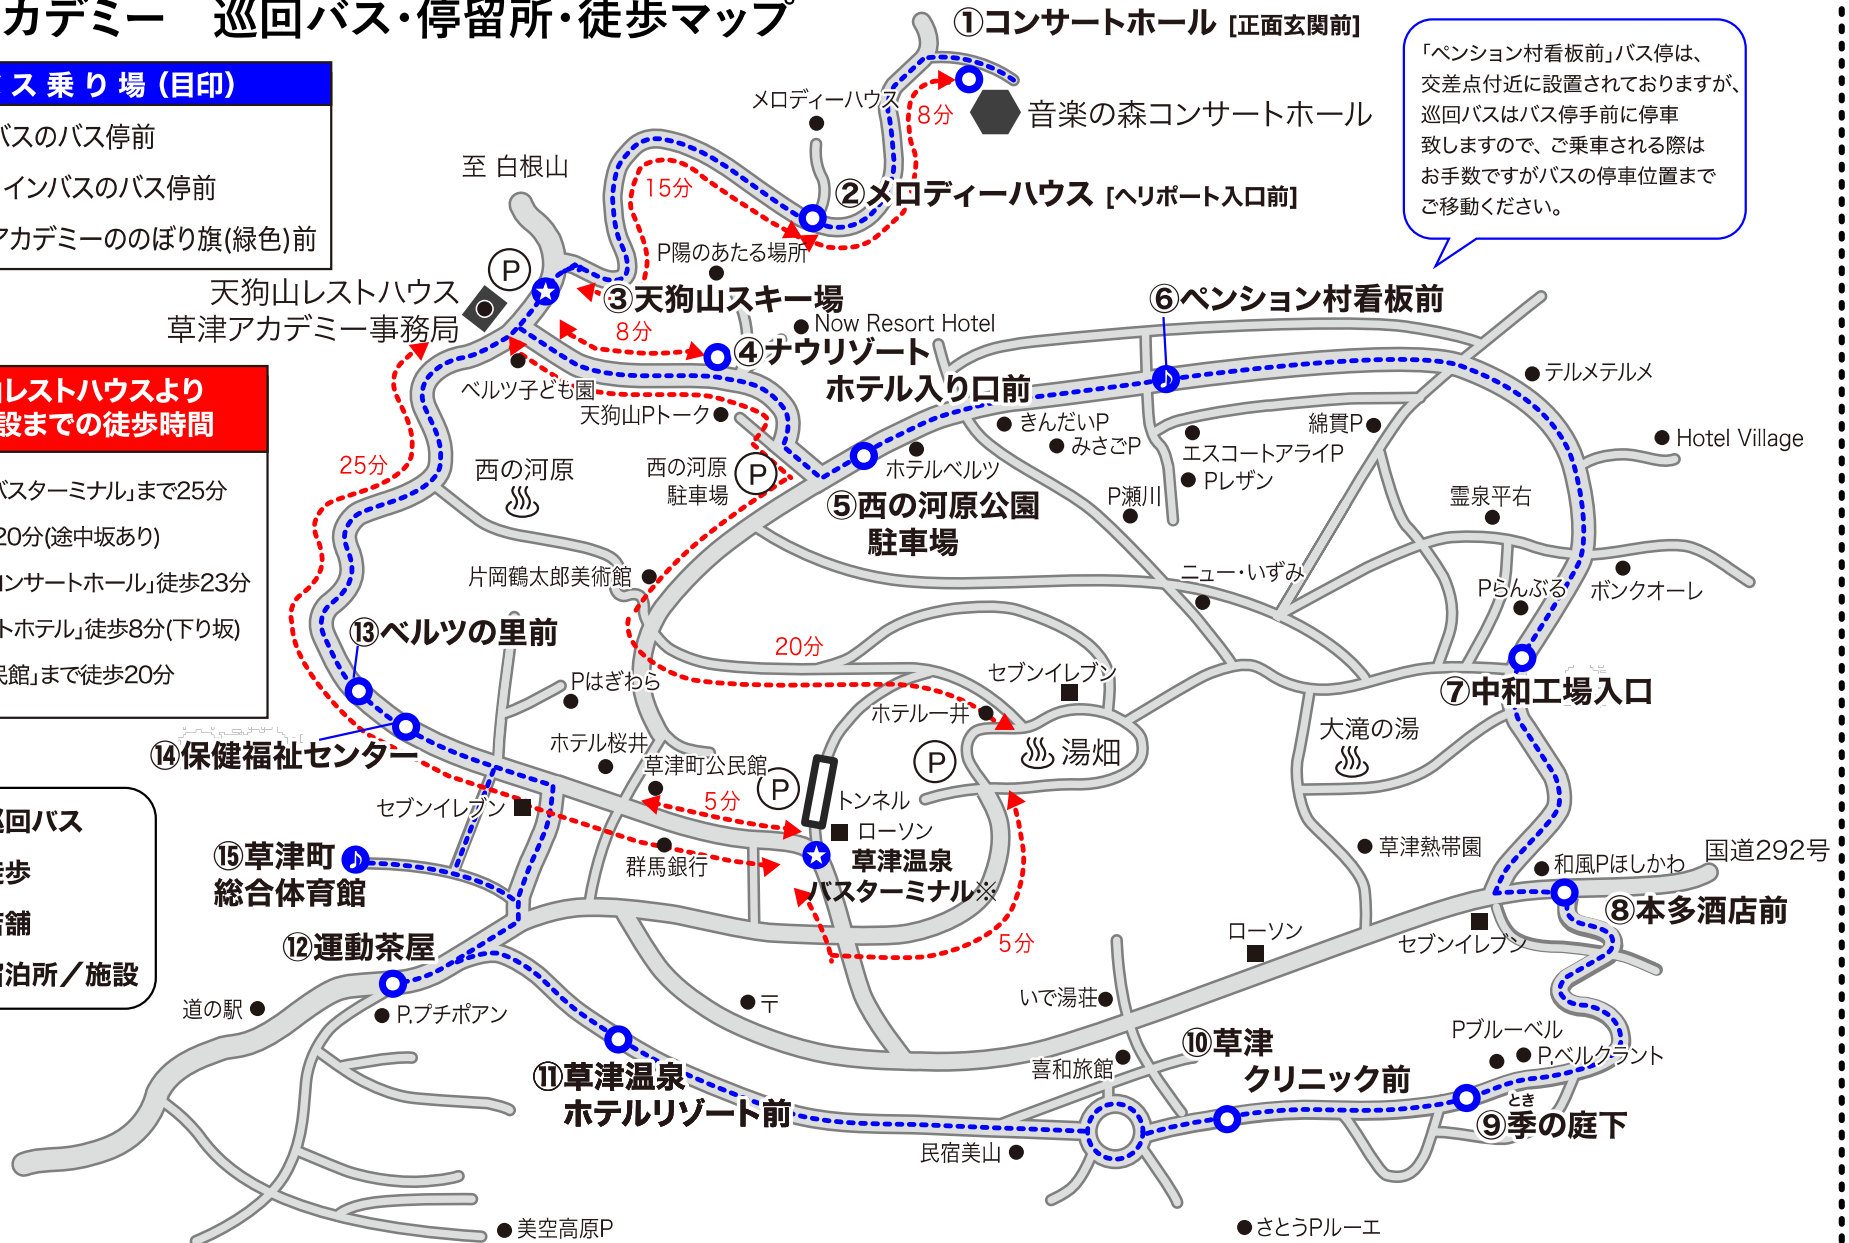 カデミー　巡回バス・停留所・徒歩マップ
ス乗り場(目印)
バスのバス停前
インバスのバス停前
アカデミーののぼり旗(緑色)前
山レストハウスより
設までの徒歩時間
バスターミナル」まで25分
20分(途中坂あり)
コンサートホール」徒歩23分
トホテル」徒歩8分(下り坂)
民館」まで徒歩20分
巡回バス
徒歩
店舗
宿泊所／施設
「ペンション村看板前」バス停は、
交差点付近に設置されておりますが、
巡回バスはバス停手前に停車
致しますので、ご乗車される際は
お手数ですがバスの停車位置まで
ご移動ください。
①コンサートホール [正面玄関前]
メロディーハウス
8分
音楽の森コンサートホール
至 白根山
15分
②メロディーハウス [ヘリポート入口前]
P陽のあたる場所
P
天狗山レストハウス
草津アカデミー事務局
③天狗山スキー場
8分
Now Resort Hotel
④ナウリゾート
ホテル入り口前
⑥ペンション村看板前
ベルツ子ども園
天狗山Pトーク
テルメテルメ
きんだいP
みさごP
綿貫P
エスコートアライP
Pレザン
Hotel Village
25分
西の河原
西の河原
駐車場
P
ホテルベルツ
⑤西の河原公園
駐車場
P瀬川
霊泉平右
片岡鶴太郎美術館
ニュー・いずみ
Pらんぶる
ボンクオーレ
⑬ベルツの里前
20分
セブンイレブン
Pはぎわら
ホテル一井
⑦中和工場入口
⑭保健福祉センター
ホテル桜井
草津町公民館
P
P
湯畑
大滝の湯
セブンイレブン
5分
トンネル
ローソン
群馬銀行
草津温泉
バスターミナル※
草津熱帯園
和風Pほしかわ
国道292号
⑮草津町
総合体育館
⑧本多酒店前
⑫運動茶屋
5分
ローソン
セブンイレブン
道の駅
P.プチポアン
〒
いで湯荘
⑩草津
クリニック前
Pブルーベル
P.ベルクラント
喜和旅館
⑪草津温泉
ホテルリゾート前
とき
⑨季の庭下
民宿美山
美空高原P
さとうPルーエ